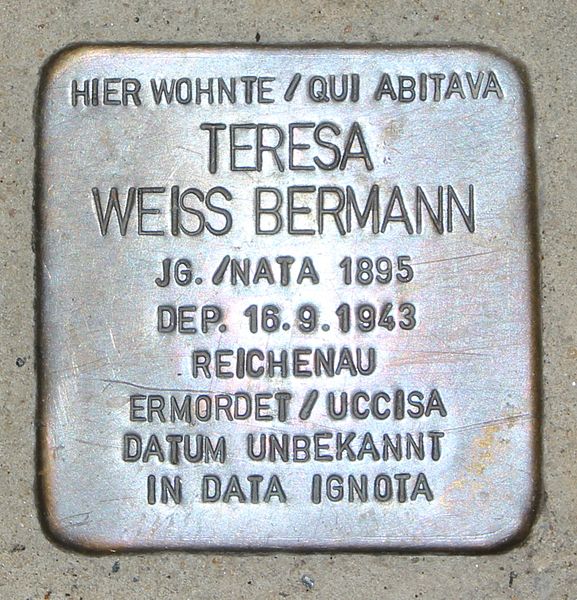 HIER WOHNTE / QUI ABITAVA
TERESA
WEISS BERMANN
JG. /NATA 1895
DEP. 16.9.1943
REICHENAU
ERMORDET / UCCISA
DATUM UNBEKANNT
IN DATA IGNOTA